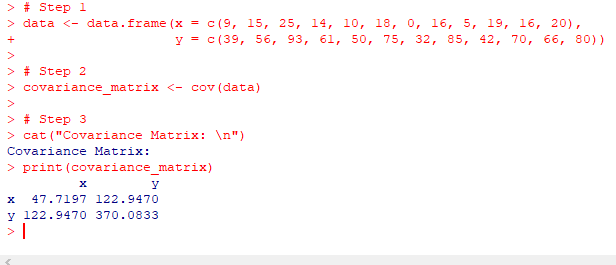 > # Step 1
> data <- data.frame(x = c(9, 15, 25, 14, 10, 18, 0, 16, 5, 19, 16, 20),
+                    y = c(39, 56, 93, 61, 50, 75, 32, 85, 42, 70, 66, 80))
>
> # Step 2
> covariance_matrix <- cov(data)
>
> # Step 3
> cat("Covariance Matrix: \n")
Covariance Matrix:
> print(covariance_matrix)
         x        y
x  47.7197 122.9470
y 122.9470 370.0833
>